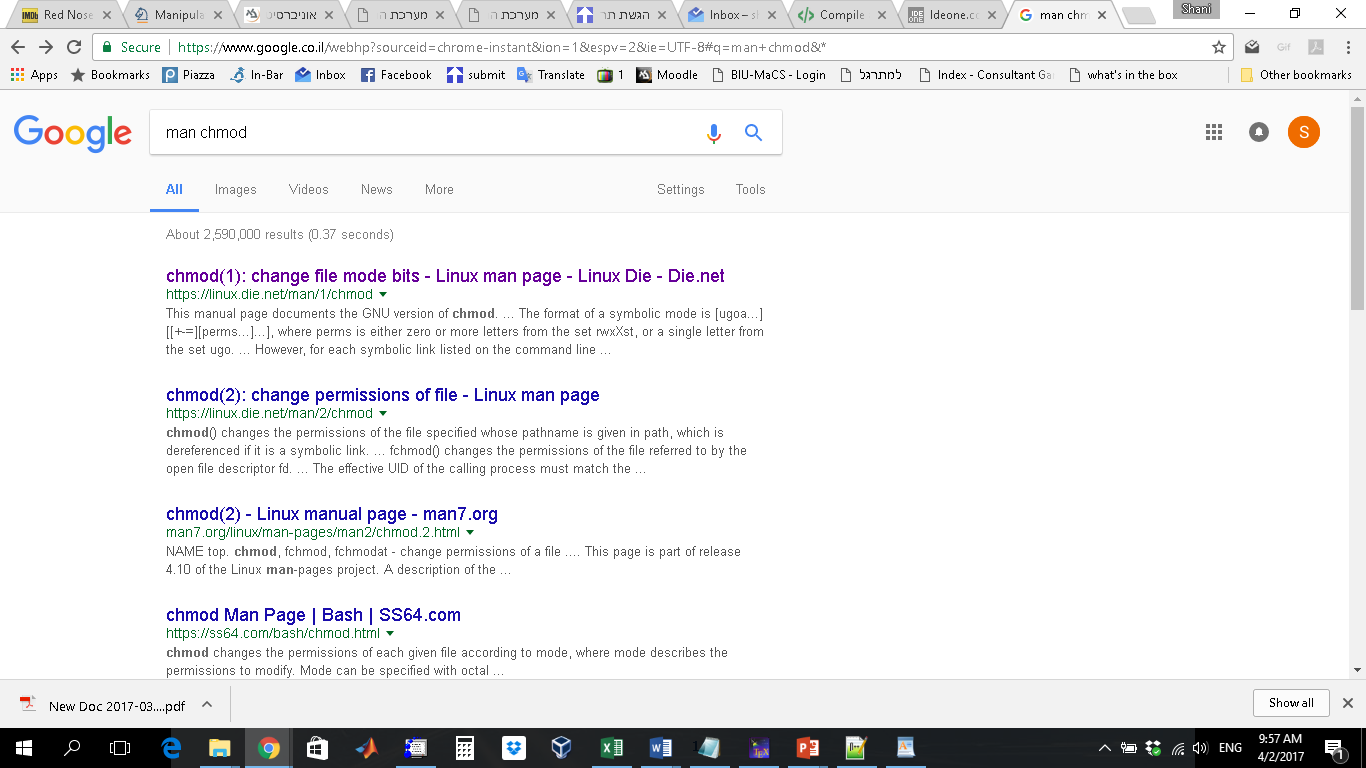 Red Nose
Manipula
אוניברסיט
מערכת ה
מערכת ה
הגשת תר
Inbox – s
Compile
Ideone.co
man chm
Shani
Secure
https://www.google.co.il/webhp?sourceid=chrome-instant&ion=1&espv=2&ie=UTF-8#q=man+chmod&*
Apps
Bookmarks
Piazza
In-Bar
Inbox
Facebook
submit
Translate
1
Moodle
BIU-MaCS - Login
למתרגל
Index - Consultant Ga
what's in the box
Other bookmarks
Google
man chmod
S
All
Images
Videos
News
More
Settings
Tools
About 2,590,000 results (0.37 seconds)
chmod(1): change file mode bits - Linux man page - Linux Die - Die.net
https://linux.die.net/man/1/chmod
This manual page documents the GNU version of chmod. ... The format of a symbolic mode is [ugoa...]
[[+-=][perms...]...], where perms is either zero or more letters from the set rwxXst, or a single letter from
the set ugo. ... However, for each symbolic link listed on the command line ...
chmod(2): change permissions of file - Linux man page
https://linux.die.net/man/2/chmod
chmod() changes the permissions of the file specified whose pathname is given in path, which is
dereferenced if it is a symbolic link. ... fchmod() changes the permissions of the file referred to by the
open file descriptor fd. ... The effective UID of the calling process must match the ...
chmod(2) - Linux manual page - man7.org
man7.org/linux/man-pages/man2/chmod.2.html
NAME top. chmod, fchmod, fchmodat - change permissions of a file .... This page is part of release
4.10 of the Linux man-pages project. A description of the ...
chmod Man Page | Bash | SS64.com
https://ss64.com/bash/chmod.html
chmod changes the permissions of each given file according to mode, where mode describes the
permissions to modify. Mode can be specified with octal ...
New Doc 2017-03....pdf
Show all
ENG
9:57 AM
4/2/2017